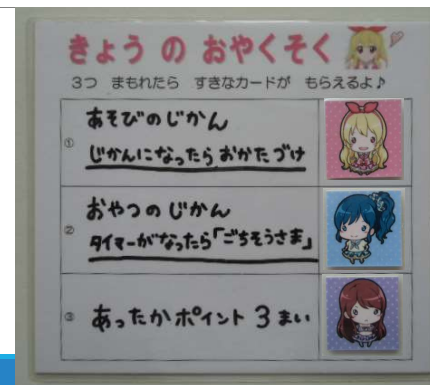 きょう の おやくそく
3つ まもれたら すきなカードが もらえるよ♪
① あそびのじかん
じかんになったら おかたづけ
② おやつのじかん
タイマーがなったら「ごちそうさま」
③ あったかポイント 3まい